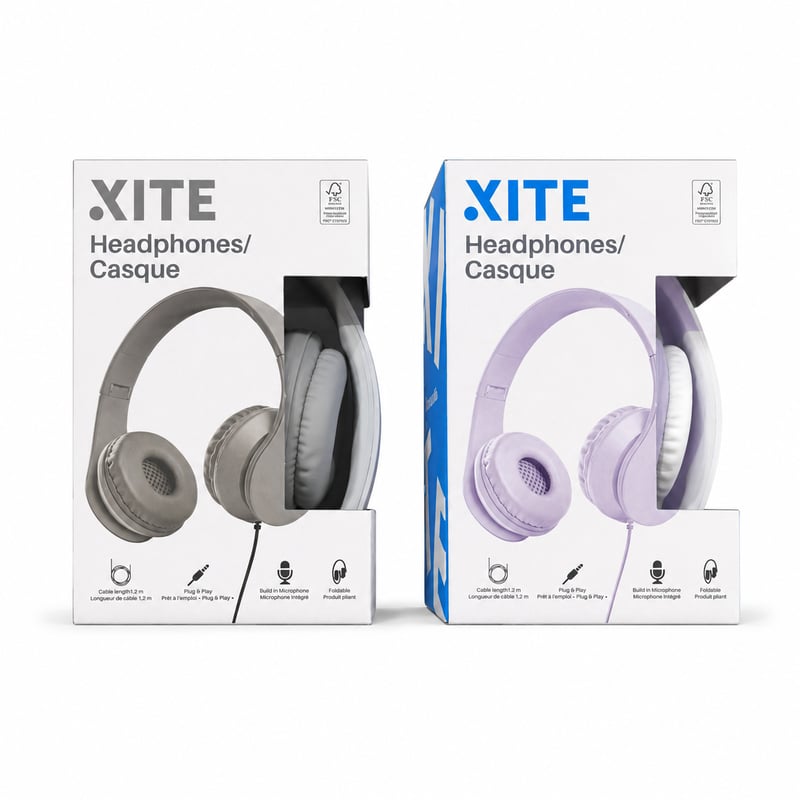 XITE
Headphones/
Casque
FSC
Cable length1,2 m
Longueur de câble 1,2 m
Plug & Play
Prêt à l'emploi • Plug & Play •
Build in Microphone
Microphone Intégré
Foldable
Produit pliant
XITE
Headphones/
Casque
FSC
Cable length1,2 m
Longueur de câble 1,2 m
Plug & Play
Prêt à l'emploi • Plug & Play •
Build in Microphone
Microphone Intégré
Foldable
Produit pliant